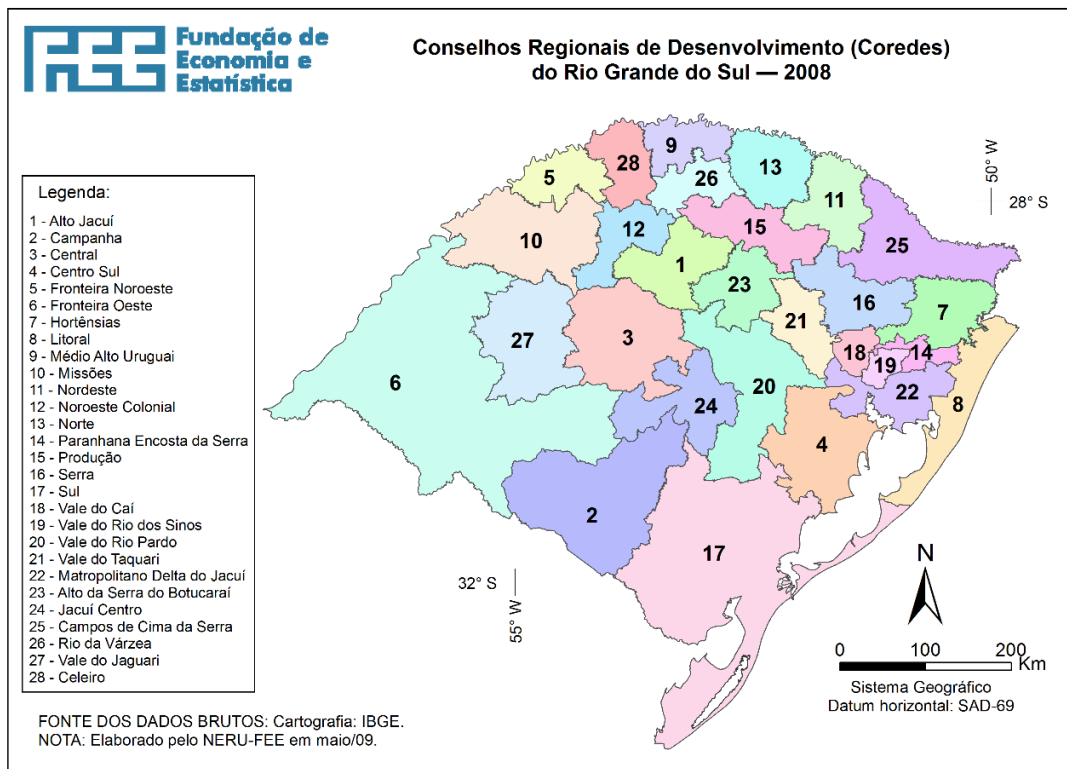 FEE
Fundação de
Economia e
Estatística
Conselhos Regionais de Desenvolvimento (Coredes)
do Rio Grande do Sul — 2008
Legenda:
1 - Alto Jacuí
2 - Campanha
3 - Central
4 - Centro Sul
5 - Fronteira Noroeste
6 - Fronteira Oeste
7 - Hortênsias
8 - Litoral
9 - Médio Alto Uruguai
10 - Missões
11 - Nordeste
12 - Noroeste Colonial
13 - Norte
14 - Paranhana Encosta da Serra
15 - Produção
16 - Serra
17 - Sul
18 - Vale do Caí
19 - Vale do Rio dos Sinos
20 - Vale do Rio Pardo
21 - Vale do Taquari
22 - Matropolitano Delta do Jacuí
23 - Alto da Serra do Botucaraí
24 - Jacuí Centro
25 - Campos de Cima da Serra
26 - Rio da Várzea
27 - Vale do Jaguari
28 - Celeiro
9
28
13
5
26
11
12
15
10
25
1
23
16
7
21
27
3
18
14
19
6
20
22
24
8
4
2
17
50° W
28° S
32° S
55° W
N
0 100 200
Km
Sistema Geográfico
Datum horizontal: SAD-69
FONTE DOS DADOS BRUTOS: Cartografia: IBGE.
NOTA: Elaborado pelo NERU-FEE em maio/09.